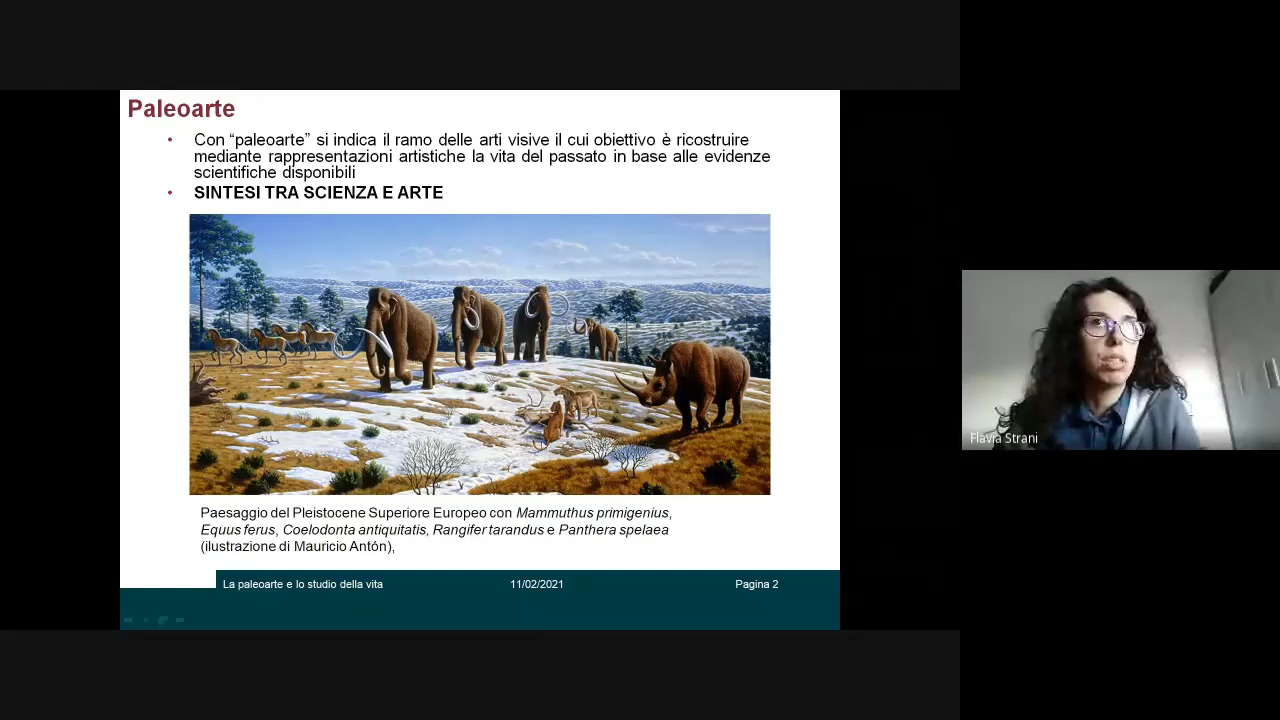 Paleoarte
• Con “paleoarte” si indica il ramo delle arti visive il cui obiettivo è ricostruire
mediante rappresentazioni artistiche la vita del passato in base alle evidenze
scientifiche disponibili
• SINTESI TRA SCIENZA E ARTE
Paesaggio del Pleistocene Superiore Europeo con Mammuthus primigenius,
Equus ferus, Coelodonta antiquitatis, Rangifer tarandus e Panthera spelaea
(ilustrazione di Mauricio Antón),
La paleoarte e lo studio della vita 11/02/2021 Pagina 2
Flavia Strani